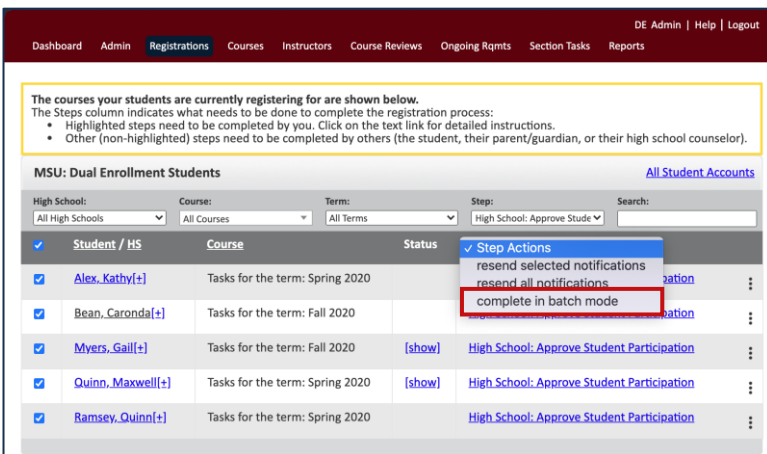 DE Admin | Help | Logout
Dashboard Admin Registrations Courses Instructors Course Reviews Ongoing Rqmts Section Tasks Reports
The courses your students are currently registering for are shown below.
The Steps column indicates what needs to be done to complete the registration process:
• Highlighted steps need to be completed by you. Click on the text link for detailed instructions.
• Other (non-highlighted) steps need to be completed by others (the student, their parent/guardian, or their high school counselor).
MSU: Dual Enrollment Students All Student Accounts
High School: Course: Term: Step: Search:
All High Schools All Courses All Terms High School: Approve Stude
Student / HS Course Status ✓ Step Actions
resend selected notifications
Alex, Kathy[+] Tasks for the term: Spring 2020 resend all notifications pation
complete in batch mode
Bean, Caronda[+] Tasks for the term: Fall 2020 High School: Approve Student Participation
Myers, Gail[+] Tasks for the term: Fall 2020 [show] High School: Approve Student Participation
Quinn, Maxwell[+] Tasks for the term: Spring 2020 [show] High School: Approve Student Participation
Ramsey, Quinn[+] Tasks for the term: Spring 2020 High School: Approve Student Participation